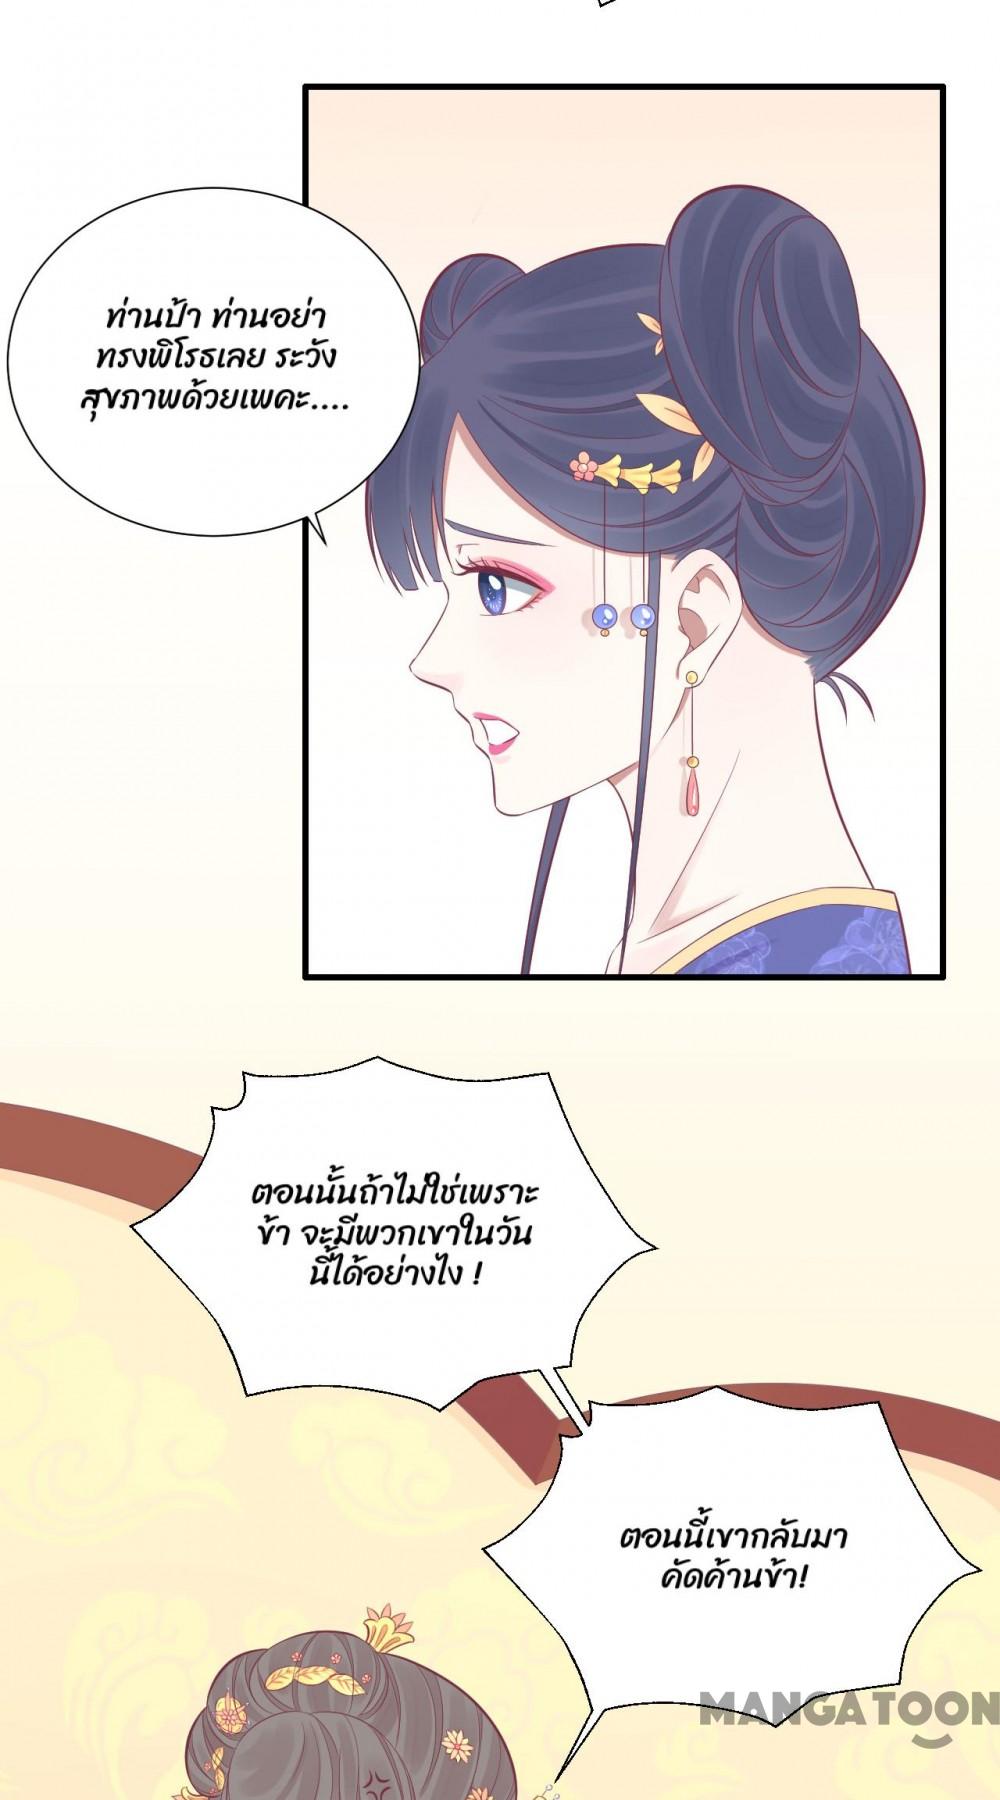 ท่านป้า ท่านอย่า
ทรงพิโรธเลย ระวัง
สุขภาพด้วยเพคะ....
ตอนนั้นถ้าไม่ใช่เพราะ
ข้า จะมีพวกเขาในวัน
นี้ได้อย่างไง !
ตอนนี้เขากลับมา
คัดค้านข้า!
MANGATOON